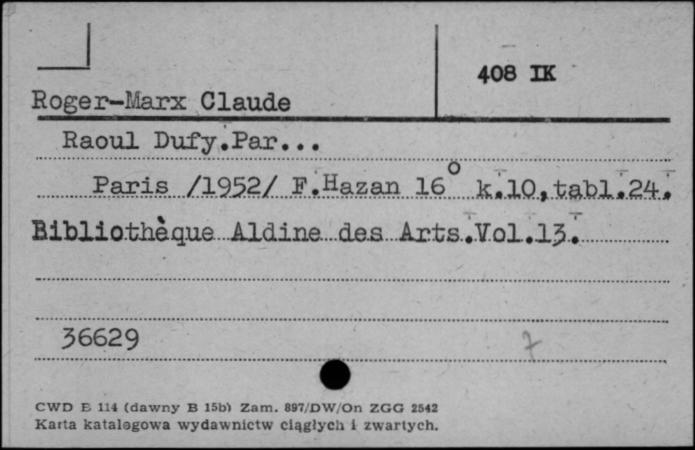 408 IK
Roger-Marx Claude
Raoul Dufy.Par...
Paris /1952/ F.Hazan 16° k.10,tabl.24.
Bibliothèque Aldine des Arts.Vol.13.
36629
7
CWD E 114 (dawny B 15b) Zam. 897/DW/On ZGG 2542
Karta katalogowa wydawnictw ciągłych i zwartych.